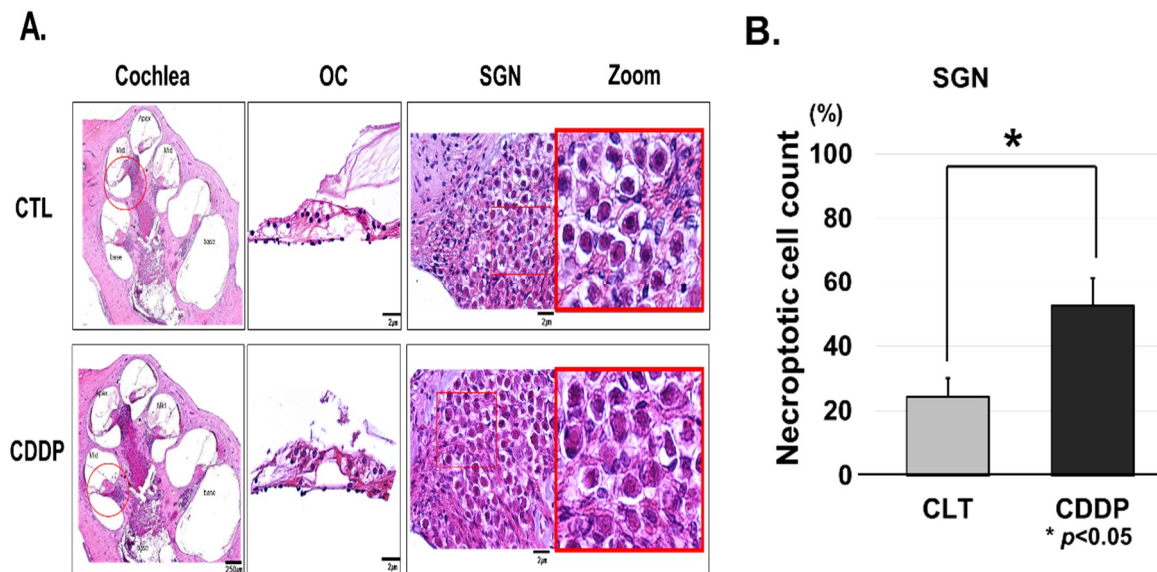 A.
Cochlea OC SGN Zoom
CTL
Apex
Mid
Mid
base
base
2μm
2μm
CDDP
Apex
Mid
Mid
base
base
250μm
2μm
2μm
B.
SGN
(%)
*
Necroptotic cell count
100
80
60
40
20
0
CLT CDDP
* p<0.05